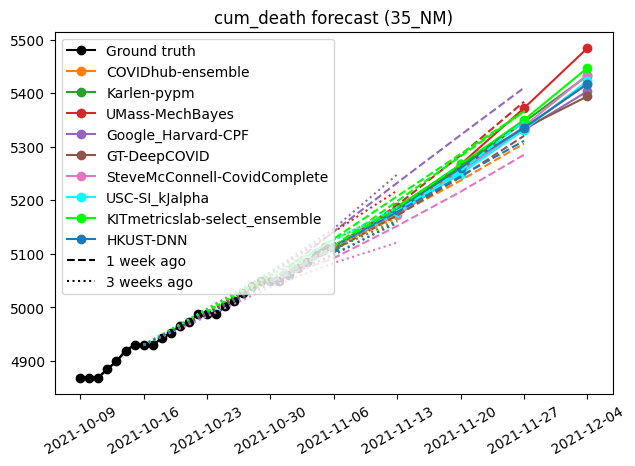 cum_death forecast (35_NM)
5500
5400
5300
5200
5100
5000
4900
Ground truth
COVIDhub-ensemble
Karlen-pypm
UMass-MechBayes
Google_Harvard-CPF
GT-DeepCOVID
SteveMcConnell-CovidComplete
USC-SI_kJalpha
KITmetricslab-select_ensemble
HKUST-DNN
1 week ago
3 weeks ago
2021-10-09
2021-10-16
2021-10-23
2021-10-30
2021-11-06
2021-11-13
2021-11-20
2021-11-27
2021-12-04